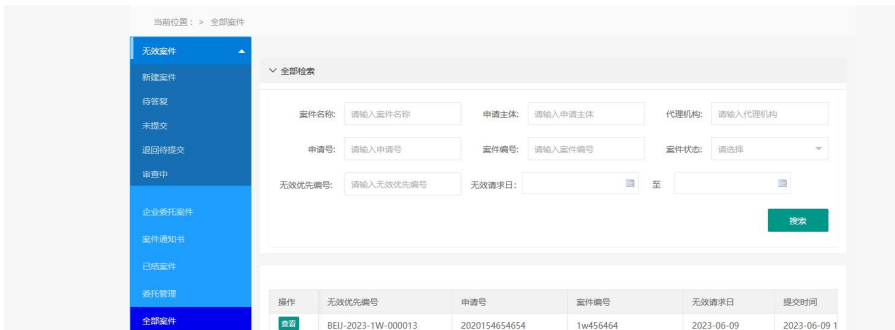 当前位置： > 全部案件
无效案件
新建案件
待答复
未提交
退回待提交
审查中
企业委托案件
案件通知书
已结案件
委托管理
全部案件
全部检索
案件名称: 请输入案件名称 申请主体: 请输入申请主体 代理机构: 请输入代理机构
申请号: 请输入申请号 案件编号: 请输入案件编号 案件状态: 请选择
无效优先编号: 请输入无效优先编号 无效请求日: 至
搜索
操作 无效优先编号 申请号 案件编号 无效请求日 提交时间
查看 BEIJ-2023-1W-000013 2020154654654 1w456464 2023-06-09 2023-06-09 1